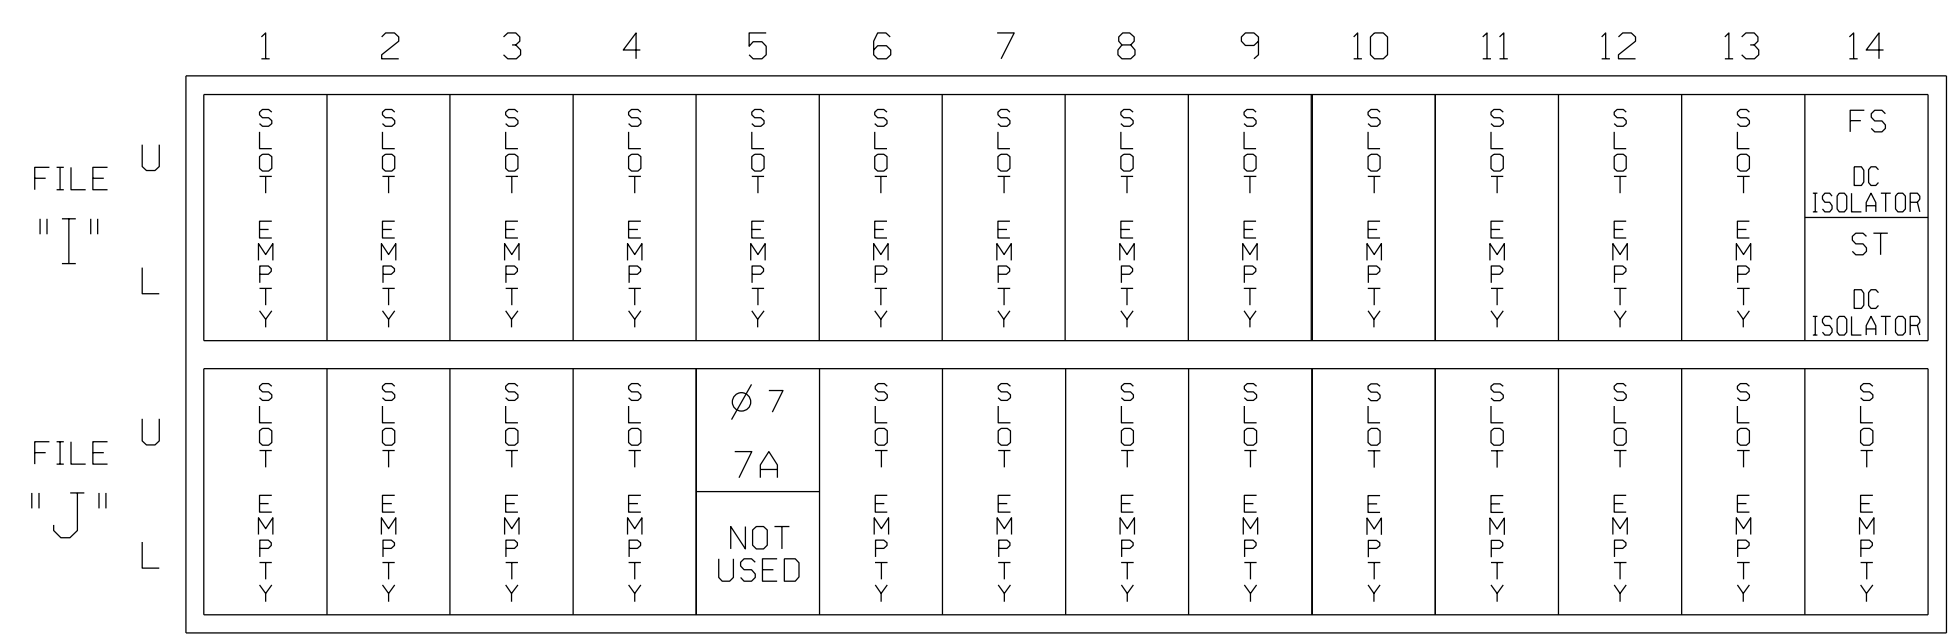 1 2 3 4 5 6 7 8 9 10 11 12 13 14
FILE "I"
U
L
SLOT EMPTY
SLOT EMPTY
SLOT EMPTY
SLOT EMPTY
SLOT EMPTY
SLOT EMPTY
SLOT EMPTY
SLOT EMPTY
SLOT EMPTY
SLOT EMPTY
SLOT EMPTY
SLOT EMPTY
SLOT EMPTY
FS
DC
ISOLATOR
ST
DC
ISOLATOR
FILE "J"
U
L
SLOT EMPTY
SLOT EMPTY
SLOT EMPTY
SLOT EMPTY
Ø 7
7A
NOT
USED
SLOT EMPTY
SLOT EMPTY
SLOT EMPTY
SLOT EMPTY
SLOT EMPTY
SLOT EMPTY
SLOT EMPTY
SLOT EMPTY
SLOT EMPTY